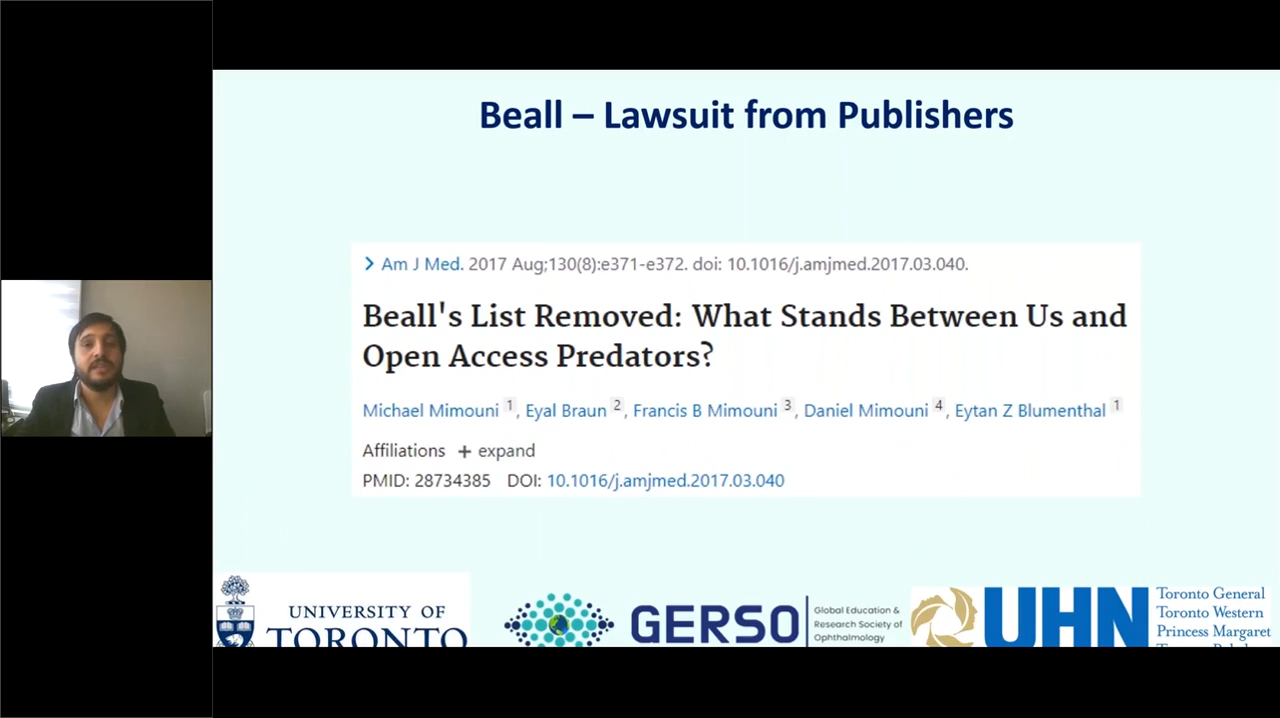 Beall – Lawsuit from Publishers
> Am J Med. 2017 Aug;130(8):e371-e372. doi: 10.1016/j.amjmed.2017.03.040.
Beall's List Removed: What Stands Between Us and
Open Access Predators?
Michael Mimouni 1, Eyal Braun 2, Francis B Mimouni 3, Daniel Mimouni 4, Eytan Z Blumenthal 1
Affiliations + expand
PMID: 28734385 DOI: 10.1016/j.amjmed.2017.03.040
UNIVERSITY OF
TORONTO
GERSO
Global Education &
Research Society of
Ophthalmology
UHN
Toronto General
Toronto Western
Princess Margaret